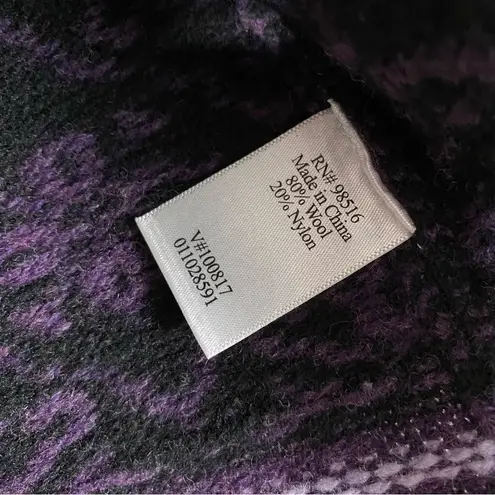 RN# 98516
Made in China
80% Wool
20% Nylon
V#100817
011028591